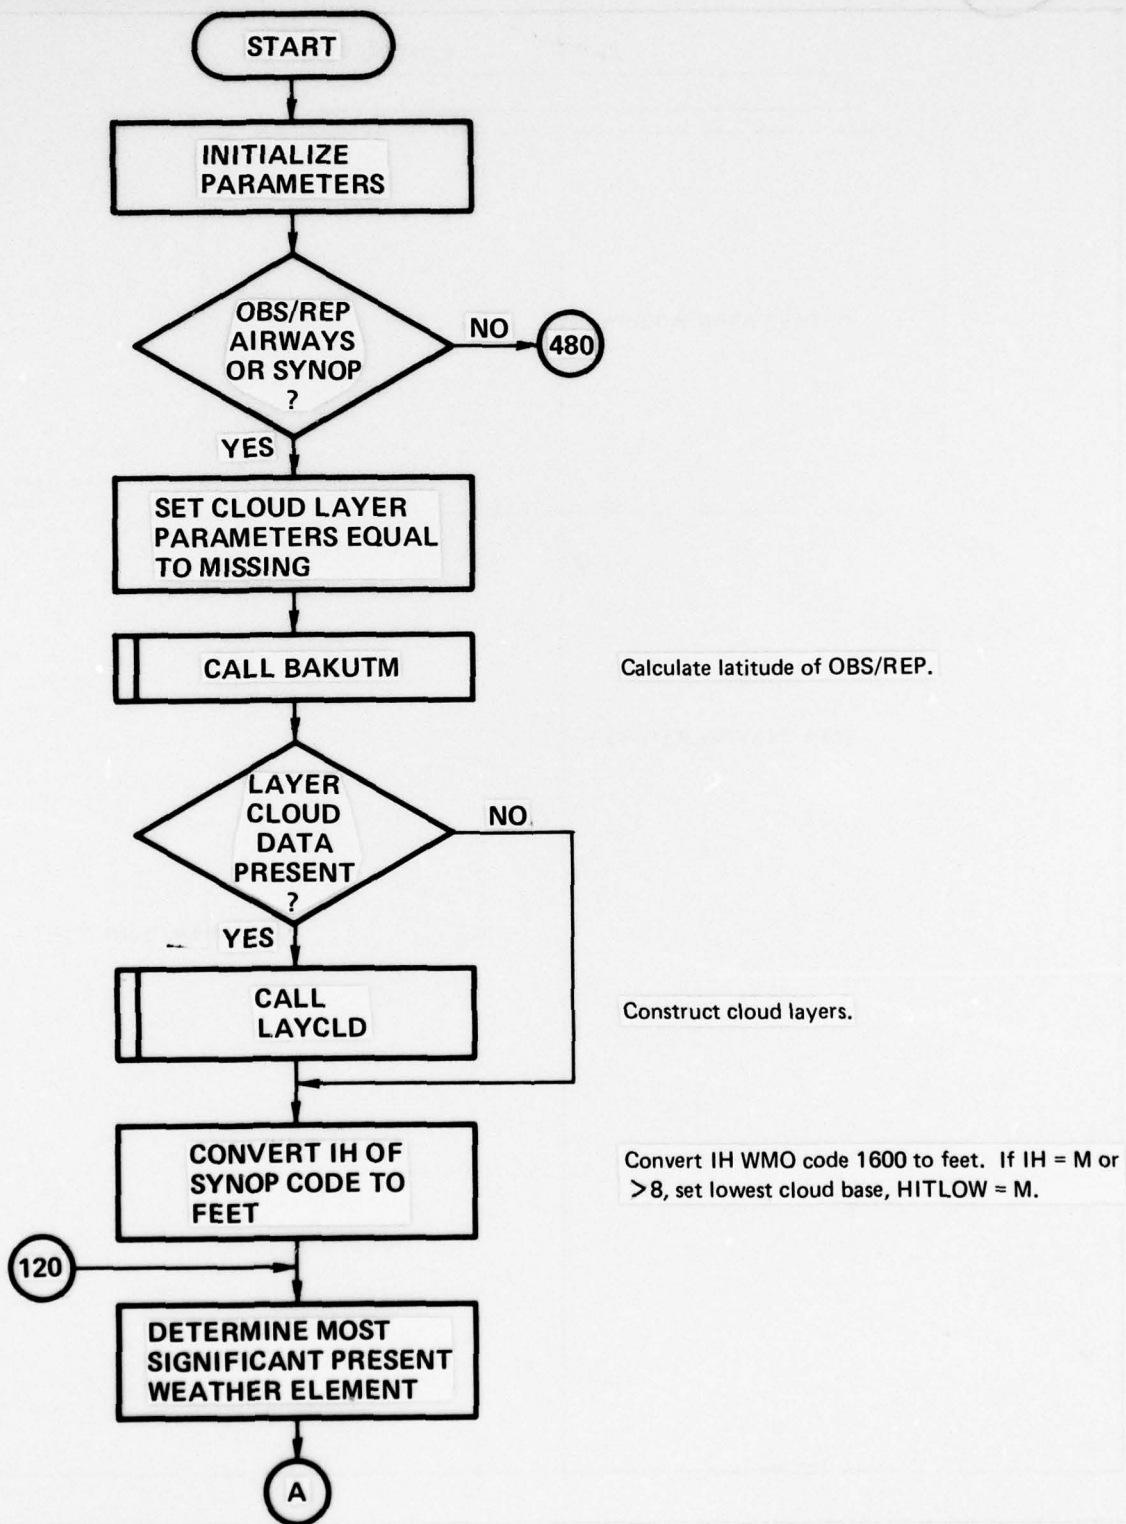 START
INITIALIZE
PARAMETERS
OBS/REP
AIRWAYS
OR SYNOP
?
NO
480
YES
SET CLOUD LAYER
PARAMETERS EQUAL
TO MISSING
CALL BAKUTM
Calculate latitude of OBS/REP.
LAYER
CLOUD
DATA
PRESENT
?
NO
YES
CALL
LAYCLD
Construct cloud layers.
CONVERT IH OF
SYNOP CODE TO
FEET
Convert IH WMO code 1600 to feet. If IH = M or
>8, set lowest cloud base, HITLOW = M.
120
DETERMINE MOST
SIGNIFICANT PRESENT
WEATHER ELEMENT
A